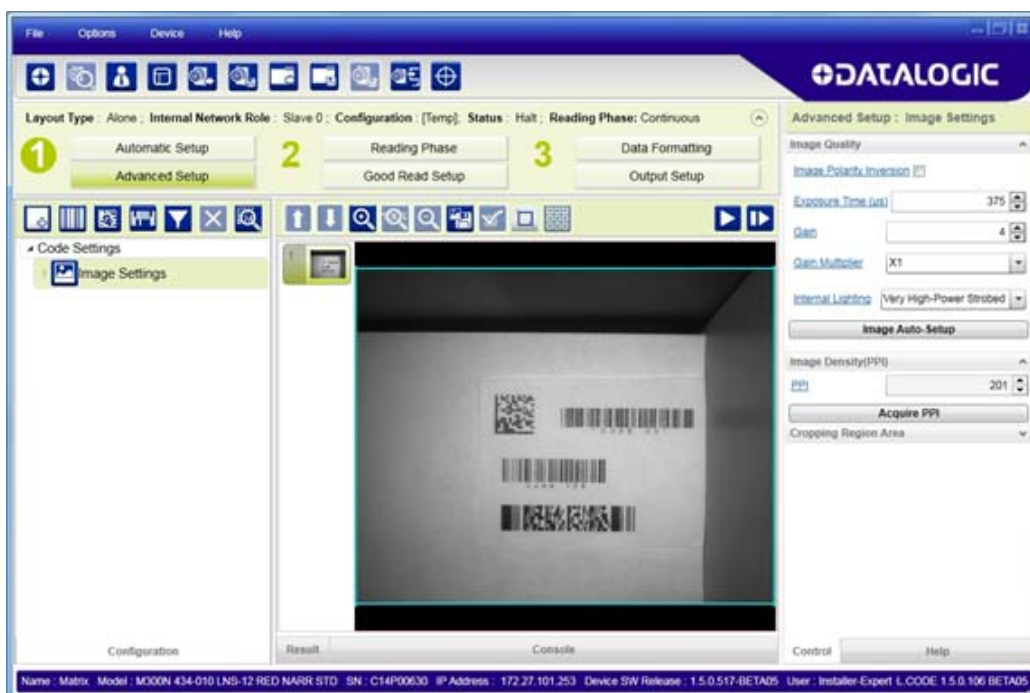 File Options Device Help
DATALOGIC
Layout Type : Alone ; Internal Network Role : Slave 0 ; Configuration : [Temp]; Status : Halt ; Reading Phase: Continuous
1 Automatic Setup
Advanced Setup
2 Reading Phase
Good Read Setup
3 Data Formatting
Output Setup
Code Settings
Image Settings
1
Configuration
Result Console
Advanced Setup : Image Settings
Image Quality
Image Polarity Inversion
Exposure Time (us) 375
Gain 4
Gain Multiplier X1
Internal Lighting Very High-Power Strobed
Image Auto-Setup
Image Density(PPI)
PPI 201
Acquire PPI
Cropping Region Area
Control Help
Name : Matrix Model : M300N 434-010 LNS-12 RED NARR STD SN : C14P00630 IP Address : 172.27.101.253 Device SW Release : 1.5.0.517-BETA05 User : Installer-Expert L.CODE 1.5.0.106 BETA05